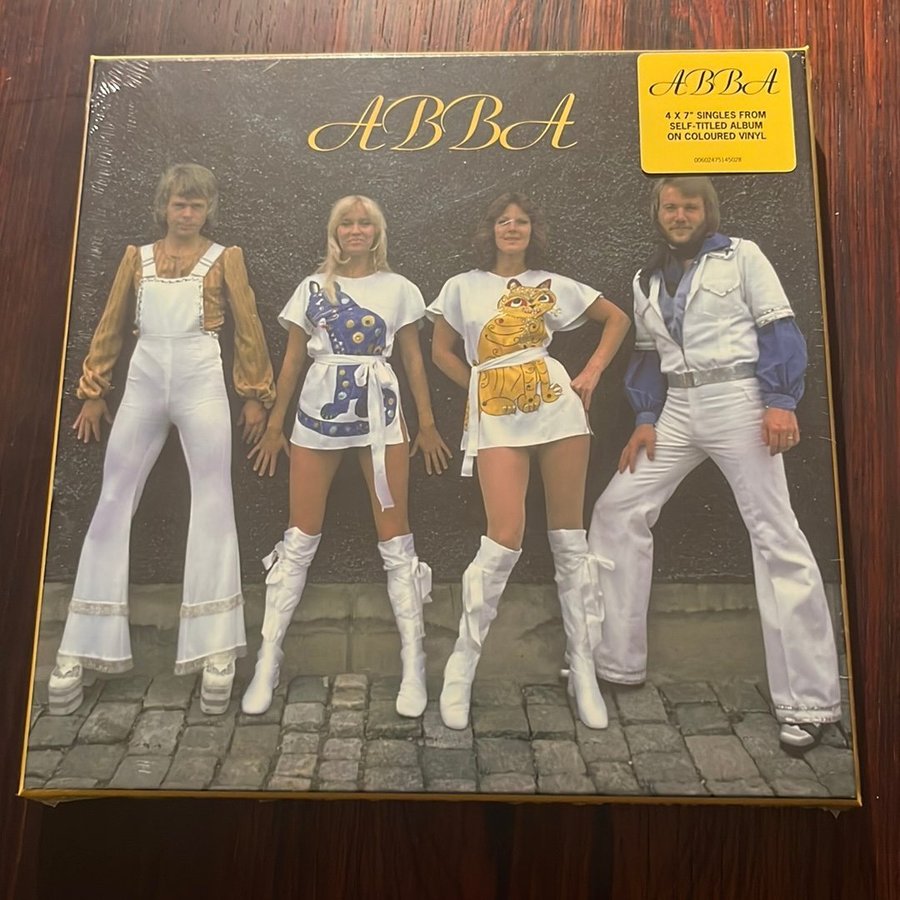 ABBA
ABBA
4 X 7" SINGLES FROM
SELF-TITLED ALBUM
ON COLOURED VINYL
00602475145028